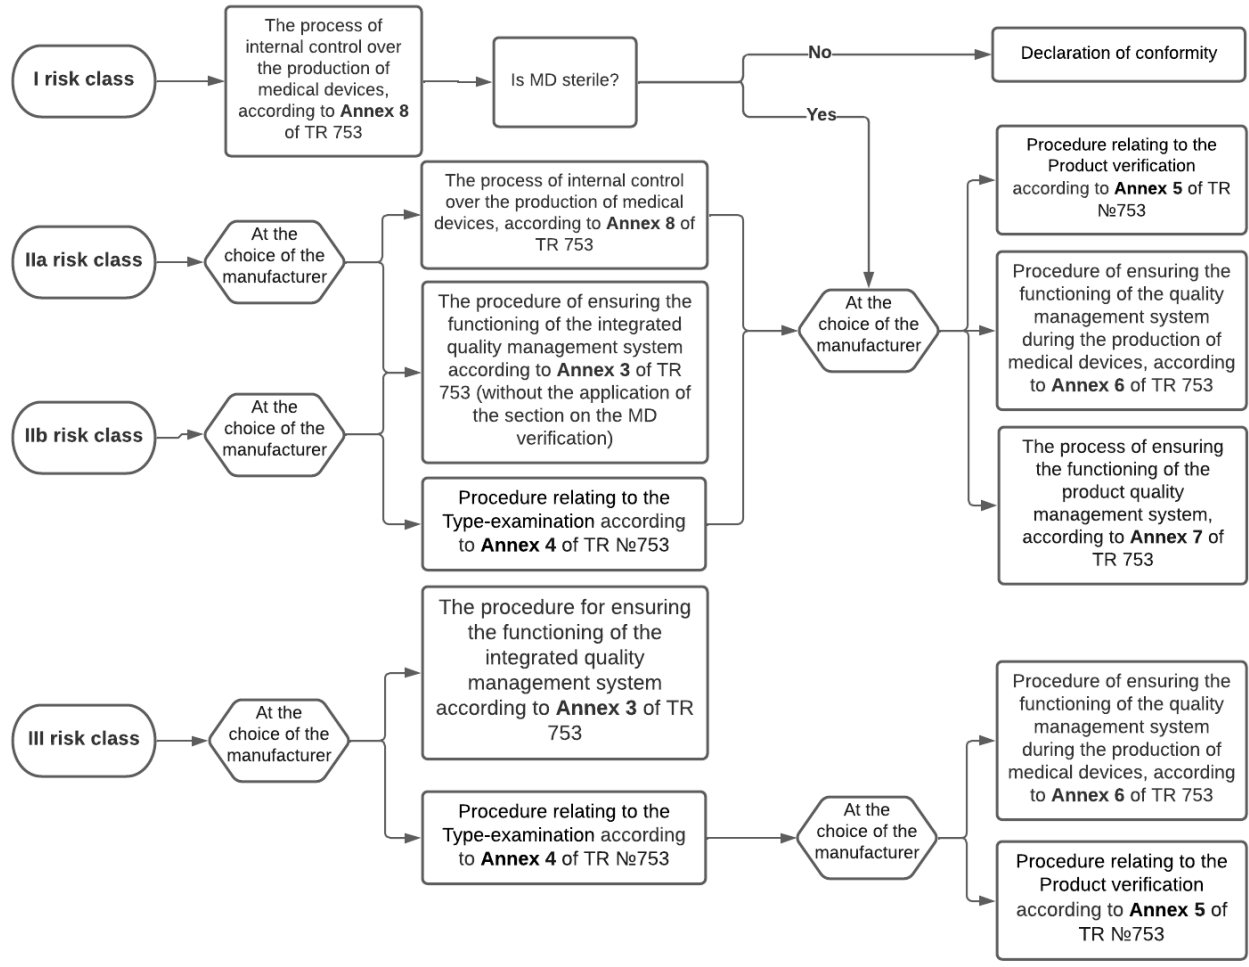 I risk class
The process of
internal control over
the production of
medical devices,
according to Annex 8
of TR 753
Is MD sterile?
No
Yes
Declaration of conformity
Procedure relating to the
Product verification
according to Annex 5 of TR
№753
IIa risk class
At the
choice of the
manufacturer
The process of internal control
over the production of medical
devices, according to Annex 8 of
TR 753
The procedure of ensuring the
functioning of the integrated
quality management system
according to Annex 3 of TR
753 (without the application of
the section on the MD
verification)
At the
choice of the
manufacturer
Procedure of ensuring the
functioning of the quality
management system
during the production of
medical devices, according
to Annex 6 of TR 753
IIb risk class
At the
choice of the
manufacturer
Procedure relating to the
Type-examination according
to Annex 4 of TR №753
The process of ensuring
the functioning of the
product quality
management system,
according to Annex 7 of
TR 753
III risk class
At the
choice of the
manufacturer
The procedure for ensuring
the functioning of the
integrated quality
management system
according to Annex 3 of TR
753
Procedure relating to the
Type-examination according
to Annex 4 of TR №753
At the
choice of the
manufacturer
Procedure of ensuring the
functioning of the quality
management system
during the production of
medical devices, according
to Annex 6 of TR 753
Procedure relating to the
Product verification
according to Annex 5 of
TR №753